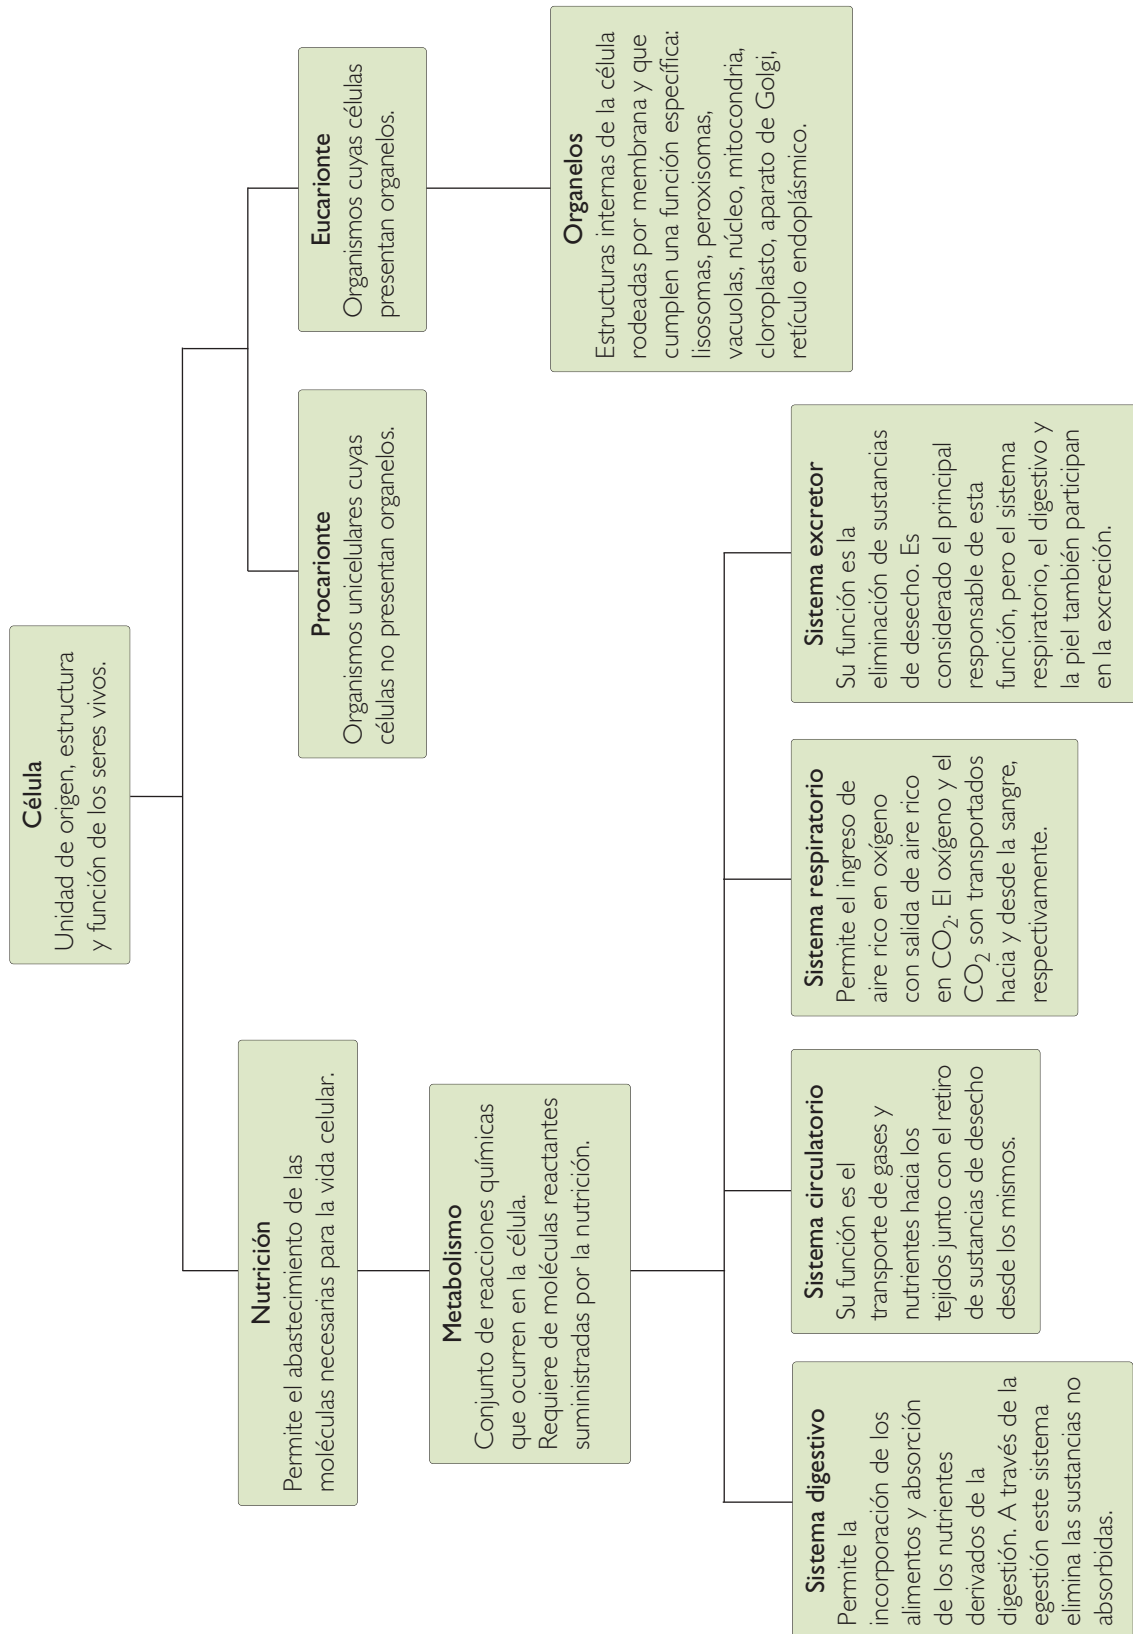 Célula
Unidad de origen, estructura
y función de los seres vivos.
Nutrición
Permite el abastecimiento de las
moléculas necesarias para la vida celular.
Metabolismo
Conjunto de reacciones químicas
que ocurren en la célula.
Requiere de moléculas reactantes
suministradas por la nutrición.
Sistema digestivo
Permite la
incorporación de los
alimentos y absorción
de los nutrientes
derivados de la
digestión. A través de la
egestión este sistema
elimina las sustancias no
absorbidas.
Sistema circulatorio
Su función es el
transporte de gases y
nutrientes hacia los
tejidos junto con el retiro
de sustancias de desecho
desde los mismos.
Sistema respiratorio
Permite el ingreso de
aire rico en oxígeno
con salida de aire rico
en CO₂. El oxígeno y el
CO₂ son transportados
hacia y desde la sangre,
respectivamente.
Sistema excretor
Su función es la
eliminación de sustancias
de desecho. Es
considerado el principal
responsable de esta
función, pero el sistema
respiratorio, el digestivo y
la piel también participan
en la excreción.
Procarionte
Organismos unicelulares cuyas
células no presentan organelos.
Eucarionte
Organismos cuyas células
presentan organelos.
Organelos
Estructuras internas de la célula
rodeadas por membrana y que
cumplen una función específica:
lisosomas, peroxisomas,
vacuolas, núcleo, mitocondria,
cloroplasto, aparato de Golgi,
retículo endoplásmico.